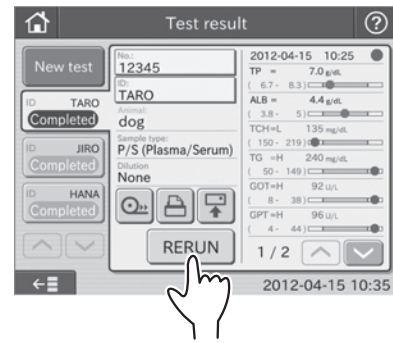 Test result
?
New test
ID TARO
Completed
ID JIRO
Completed
ID HANA
Completed
No.:
12345
ID:
TARO
Animal:
dog
Sample type:
P/S (Plasma/Serum)
Dilution
None
RERUN
2012-04-15 10:25
TP = 7.0 g/dL
( 6.7- 8.3)
ALB = 4.4 g/dL
( 3.8- 5)
TCH=L 135 mg/dL
( 150- 219)
TG =H 240 mg/dL
( 50- 149)
GOT=H 92 U/L
( 8- 38)
GPT=H 96 U/L
( 4- 44)
1 / 2
2012-04-15 10:35